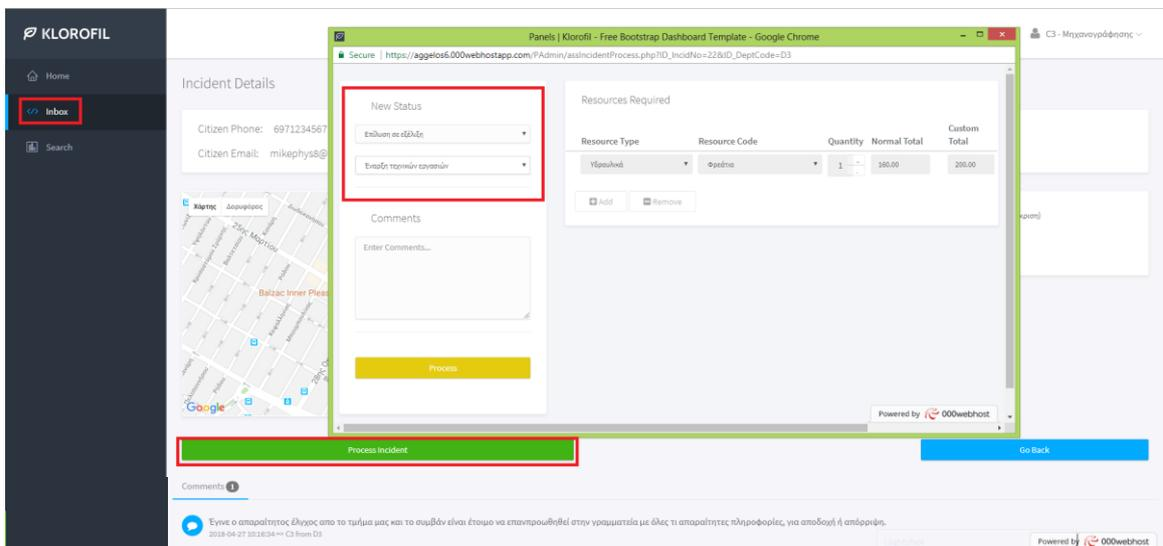 KLOROFIL
Home
Inbox
Search
C3 - Μηχανογράφησης
Incident Details
Citizen Phone: 6971234567
Citizen Email: mikephys8@
Χάρτης Δορυφόρος
25ης Μαρτίου
Balzac Inner Pleas
Google
Panels | Klorofil - Free Bootstrap Dashboard Template - Google Chrome
Secure | https://aggelos6.000webhostapp.com/PAdmin/assIncidentProcess.php?ID_IncidNo=22&ID_DeptCode=D3
New Status
Επίλυση σε εξέλιξη
Έναρξη τεχνικών εργασιών
Comments
Enter Comments...
Process
Resources Required
Resource Type Resource Code Quantity Normal Total Custom Total
Υδραυλικά Φρεάτια 1 160.00 200.00
Add Remove
Powered by 000webhost
κριση)
Process Incident
Go Back
Comments 1
Έγινε ο απαραίτητος έλεγχος απο το τμήμα μας και το συμβάν είναι έτοιμο να επανπροωθηθεί στην γραμματεία με όλες τι απαραίτητες πληροφορίες, για αποδοχή ή απόρριψη.
2018-04-27 10:16:34 => C3 from D3
Powered by 000webhost